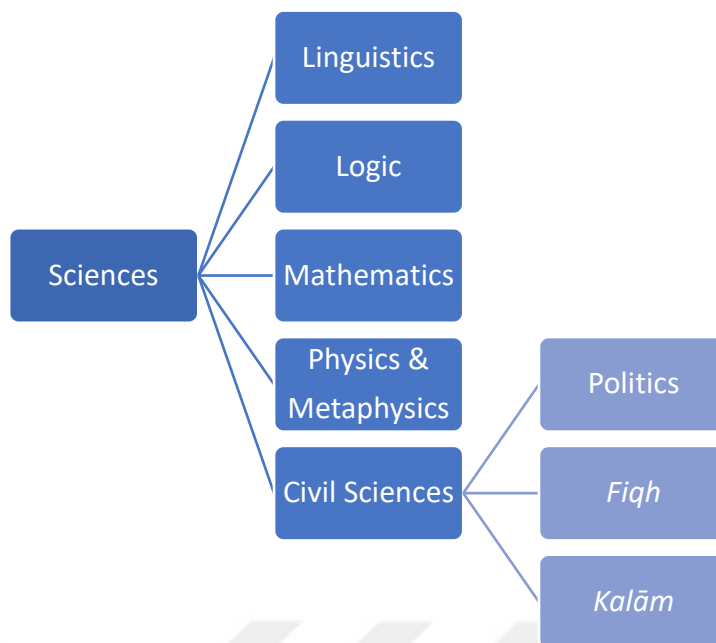 Linguistics
Logic
Sciences
Mathematics
Physics &
Metaphysics
Politics
Civil Sciences
Fiqh
Kalām